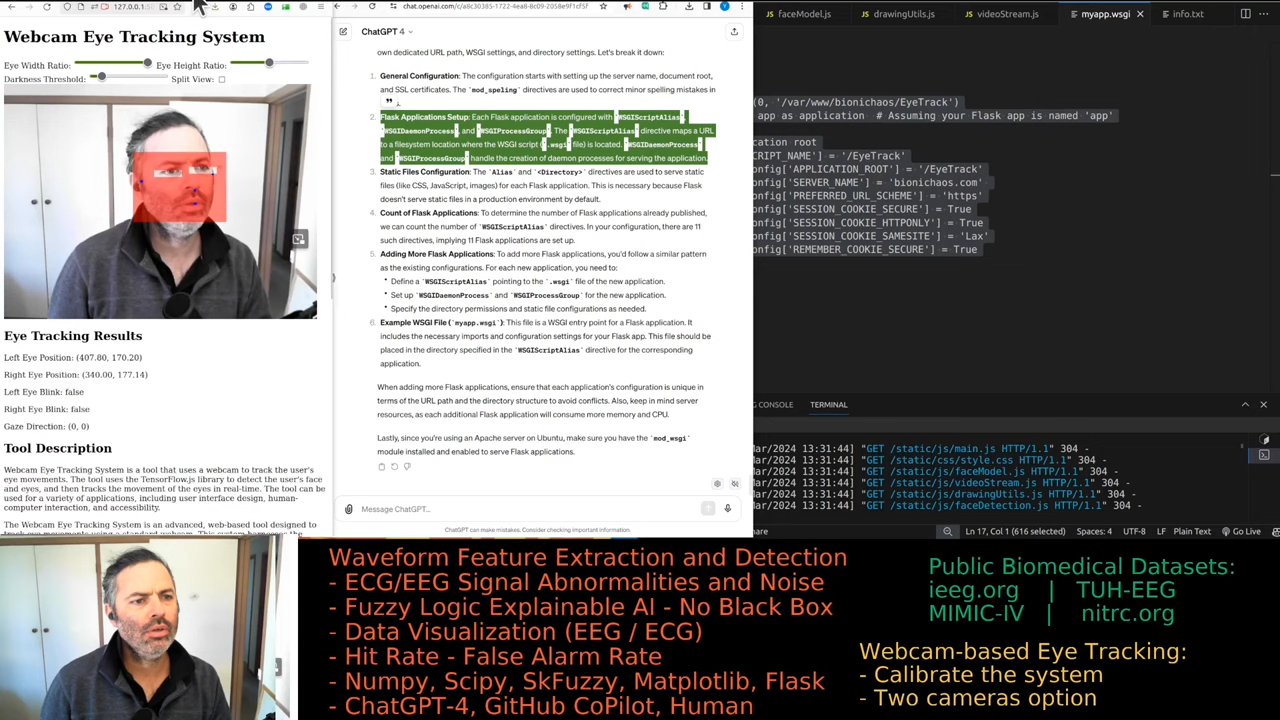 127.0.0.1:5
chat.openai.com/c/a8c30385-1722-4ea8-8c09-2058e9f1cf5f
faceModel.js
drawingUtils.js
videoStream.js
myapp.wsgi
info.txt
Webcam Eye Tracking System
Eye Width Ratio:
Eye Height Ratio:
Darkness Threshold:
Split View:
Eye Tracking Results
Left Eye Position: (407.80, 170.20)
Right Eye Position: (340.00, 177.14)
Left Eye Blink: false
Right Eye Blink: false
Gaze Direction: (0, 0)
Tool Description
Webcam Eye Tracking System is a tool that uses a webcam to track the user's
eye movements. The tool uses the TensorFlow.js library to detect the user's face
and eyes, and then tracks the movement of the eyes in real-time. The tool can be
used for a variety of applications, including user interface design, human-
computer interaction, and accessibility.
The Webcam Eye Tracking System is an advanced, web-based tool designed to
ChatGPT 4
own dedicated URL path, WSGI settings, and directory settings. Let's break it down:
1. General Configuration: The configuration starts with setting up the server name, document root,
and SSL certificates. The `mod_speling` directives are used to correct minor spelling mistakes in
2. Flask Applications Setup: Each Flask application is configured with `WSGIScriptAlias`,
`WSGIDaemonProcess`, and `WSGIProcessGroup`. The `WSGIScriptAlias` directive maps a URL
to a filesystem location where the WSGI script (`.wsgi` file) is located. `WSGIDaemonProcess`
and `WSGIProcessGroup` handle the creation of daemon processes for serving the application.
3. Static Files Configuration: The `Alias` and `<Directory>` directives are used to serve static
files (like CSS, JavaScript, images) for each Flask application. This is necessary because Flask
doesn't serve static files in a production environment by default.
4. Count of Flask Applications: To determine the number of Flask applications already published,
we can count the number of `WSGIScriptAlias` directives. In your configuration, there are 11
such directives, implying 11 Flask applications are set up.
5. Adding More Flask Applications: To add more Flask applications, you'd follow a similar pattern
as the existing configurations. For each new application, you need to:
• Define a `WSGIScriptAlias` pointing to the `.wsgi` file of the new application.
• Set up `WSGIDaemonProcess` and `WSGIProcessGroup` for the new application.
• Specify the directory permissions and static file configurations as needed.
6. Example WSGI File (`myapp.wsgi`): This file is a WSGI entry point for a Flask application. It
includes the necessary imports and configuration settings for your Flask app. This file should be
placed in the directory specified in the `WSGIScriptAlias` directive for the corresponding
application.
When adding more Flask applications, ensure that each application's configuration is unique in
terms of the URL path and the directory structure to avoid conflicts. Also, keep in mind server
resources, as each additional Flask application will consume more memory and CPU.
Lastly, since you're using an Apache server on Ubuntu, make sure you have the `mod_wsgi`
module installed and enabled to serve Flask applications.
Message ChatGPT...
ChatGPT can make mistakes. Consider checking important information.
(0, '/var/www/bionichaos/EyeTrack')
app as application # Assuming your Flask app is named 'app'
cation root
CRIPT_NAME'] = '/EyeTrack'
onfig['APPLICATION_ROOT'] = '/EyeTrack'
onfig['SERVER_NAME'] = 'bionichaos.com'
onfig['PREFERRED_URL_SCHEME'] = 'https'
onfig['SESSION_COOKIE_SECURE'] = True
onfig['SESSION_COOKIE_HTTPONLY'] = True
onfig['SESSION_COOKIE_SAMESITE'] = 'Lax'
onfig['REMEMBER_COOKIE_SECURE'] = True
CONSOLE
TERMINAL
Mar/2024 13:31:44] "GET /static/js/main.js HTTP/1.1" 304 -
Mar/2024 13:31:44] "GET /static/css/style.css HTTP/1.1" 304 -
Mar/2024 13:31:44] "GET /static/js/faceModel.js HTTP/1.1" 304 -
Mar/2024 13:31:44] "GET /static/js/videoStream.js HTTP/1.1" 304 -
Mar/2024 13:31:44] "GET /static/js/drawingUtils.js HTTP/1.1" 304 -
Mar/2024 13:31:44] "GET /static/js/faceDetection.js HTTP/1.1" 304 -
hare
Ln 17, Col 1 (616 selected)
Spaces: 4
UTF-8
LF
Plain Text
Go Live
Waveform Feature Extraction and Detection
- ECG/EEG Signal Abnormalities and Noise
- Fuzzy Logic Explainable AI - No Black Box
- Data Visualization (EEG / ECG)
- Hit Rate - False Alarm Rate
- Numpy, Scipy, SkFuzzy, Matplotlib, Flask
- ChatGPT-4, GitHub CoPilot, Human
Public Biomedical Datasets:
ieeg.org | TUH-EEG
MIMIC-IV | nitrc.org
Webcam-based Eye Tracking:
- Calibrate the system
- Two cameras option